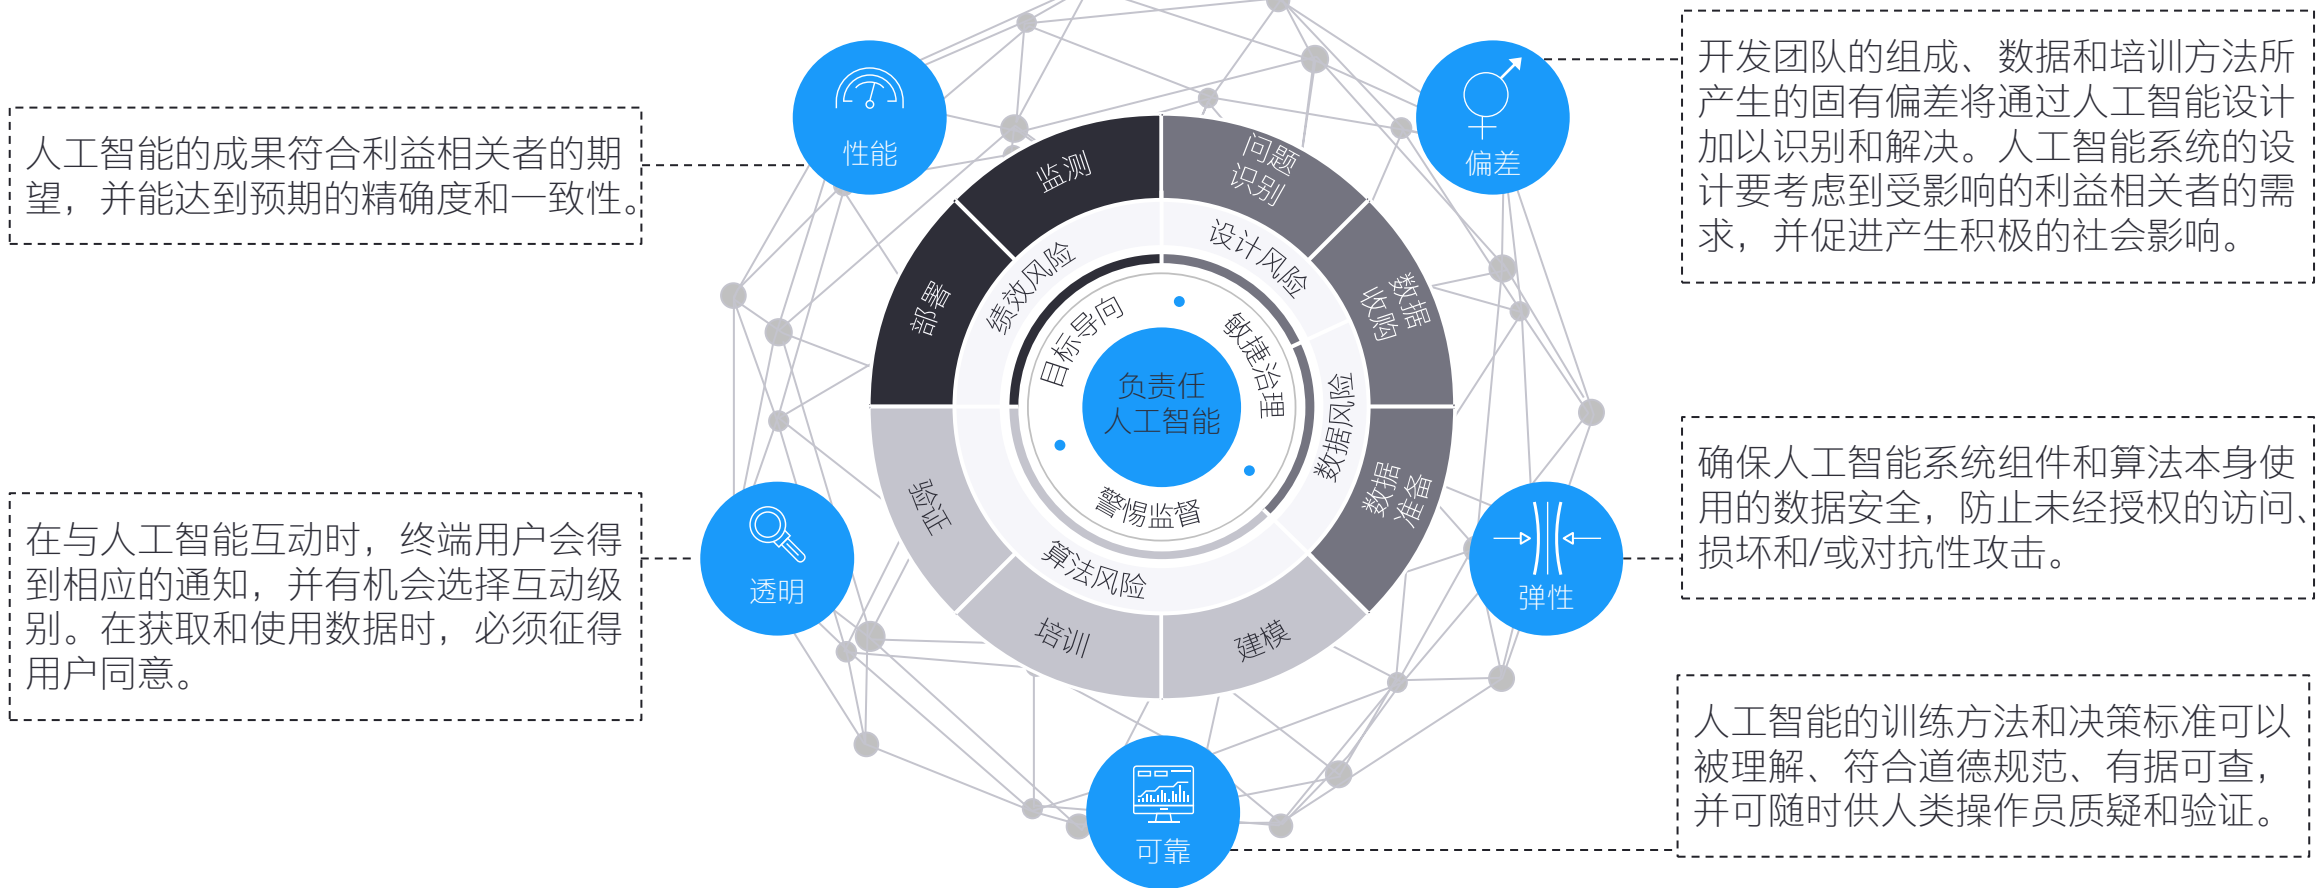 人工智能的成果符合利益相关者的期
望，并能达到预期的精确度和一致性。
性能
偏差
开发团队的组成、数据和培训方法所
产生的固有偏差将通过人工智能设计
加以识别和解决。人工智能系统的设
计要考虑到受影响的利益相关者的需
求，并促进产生积极的社会影响。
监测
问题
识别
部署
绩效风险
设计风险
数据
收购
目标导向
敏捷治理
负责任
人工智能
数据风险
警惕监督
数据
准备
验证
算法风险
培训
建模
在与人工智能互动时，终端用户会得
到相应的通知，并有机会选择互动级
别。在获取和使用数据时，必须征得
用户同意。
透明
弹性
确保人工智能系统组件和算法本身使
用的数据安全，防止未经授权的访问、
损坏和/或对抗性攻击。
可靠
人工智能的训练方法和决策标准可以
被理解、符合道德规范、有据可查，
并可随时供人类操作员质疑和验证。